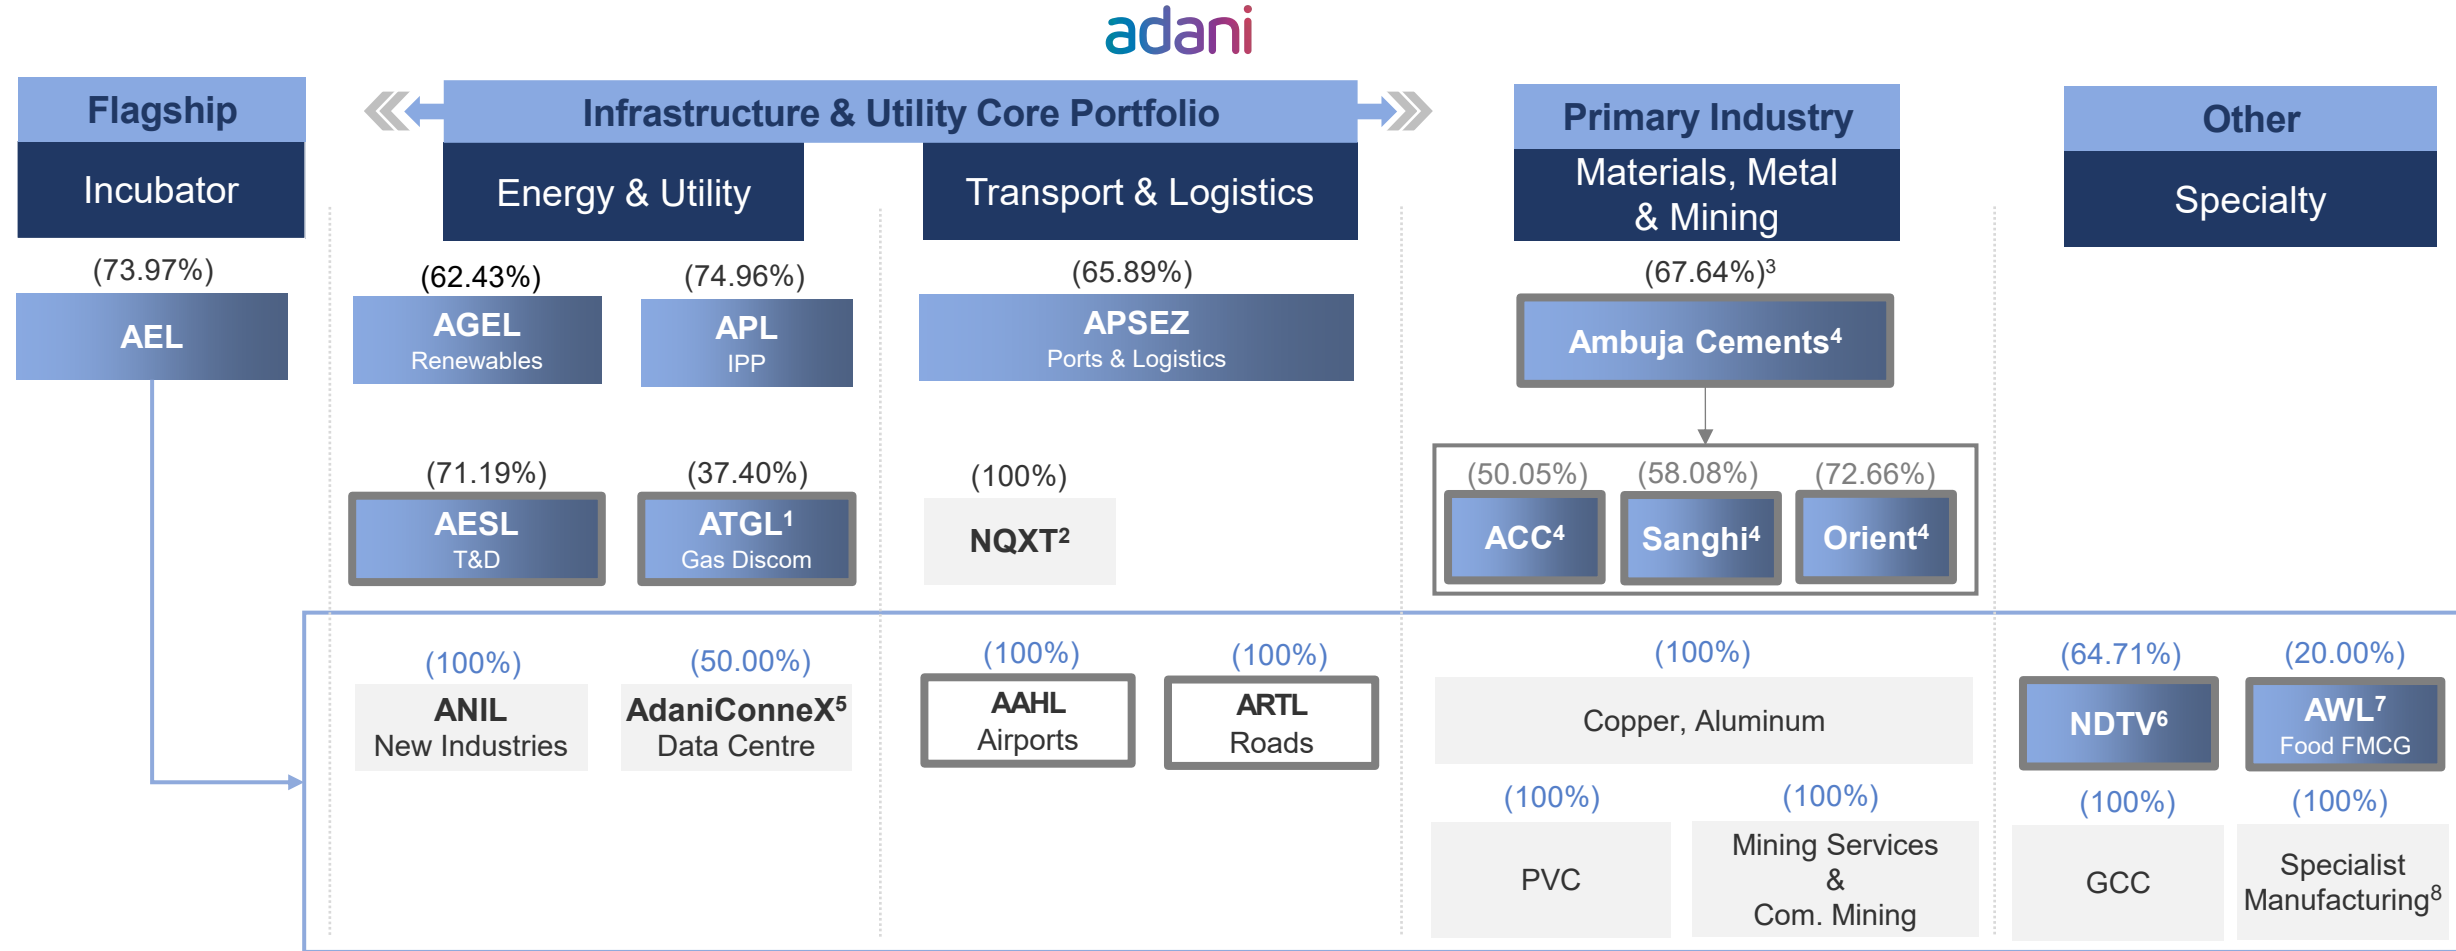 adani
Flagship
Infrastructure & Utility Core Portfolio
Primary Industry
Other
Incubator
Energy & Utility
Transport & Logistics
Materials, Metal
& Mining
Specialty
(73.97%)
AEL
(62.43%)
AGEL
Renewables
(74.96%)
APL
IPP
(65.89%)
APSEZ
Ports & Logistics
(67.64%)³
Ambuja Cements⁴
(71.19%)
AESL
T&D
(37.40%)
ATGL¹
Gas Discom
(100%)
NQXT²
(50.05%)
ACC⁴
(58.08%)
Sanghi⁴
(72.66%)
Orient⁴
(100%)
ANIL
New Industries
(50.00%)
AdaniConneX⁵
Data Centre
(100%)
AAHL
Airports
(100%)
ARTL
Roads
(100%)
Copper, Aluminum
(64.71%)
NDTV⁶
(20.00%)
AWL⁷
Food FMCG
(100%)
PVC
(100%)
Mining Services
&
Com. Mining
(100%)
GCC
(100%)
Specialist
Manufacturing⁸